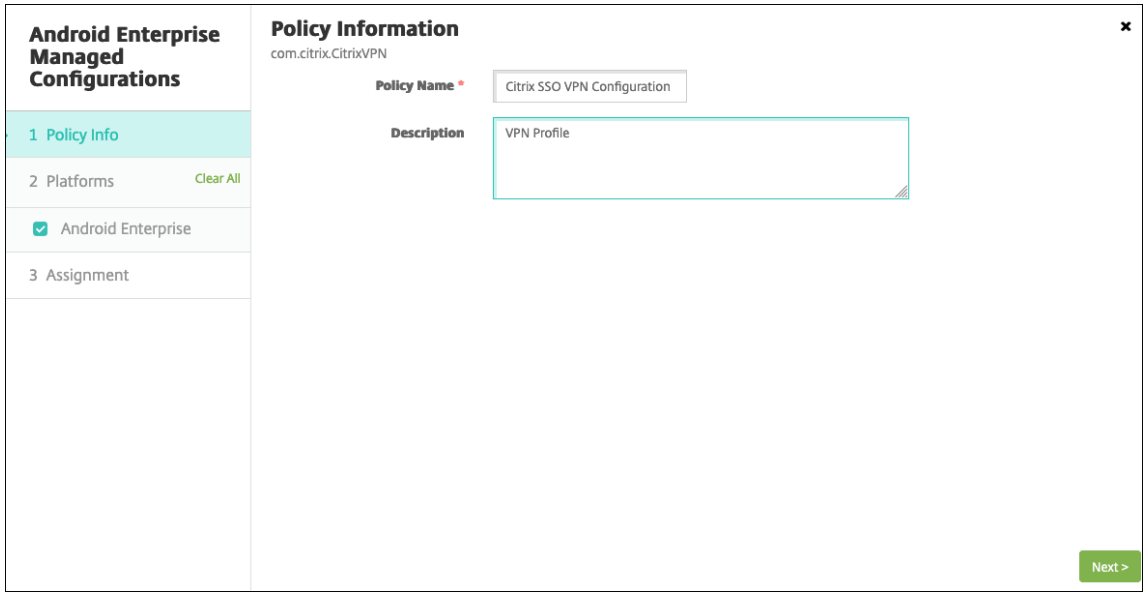 Android Enterprise
Managed
Configurations
1 Policy Info
2 Platforms
Clear All
Android Enterprise
3 Assignment
Policy Information
com.citrix.CitrixVPN
Policy Name *
Citrix SSO VPN Configuration
Description
VPN Profile
Next >